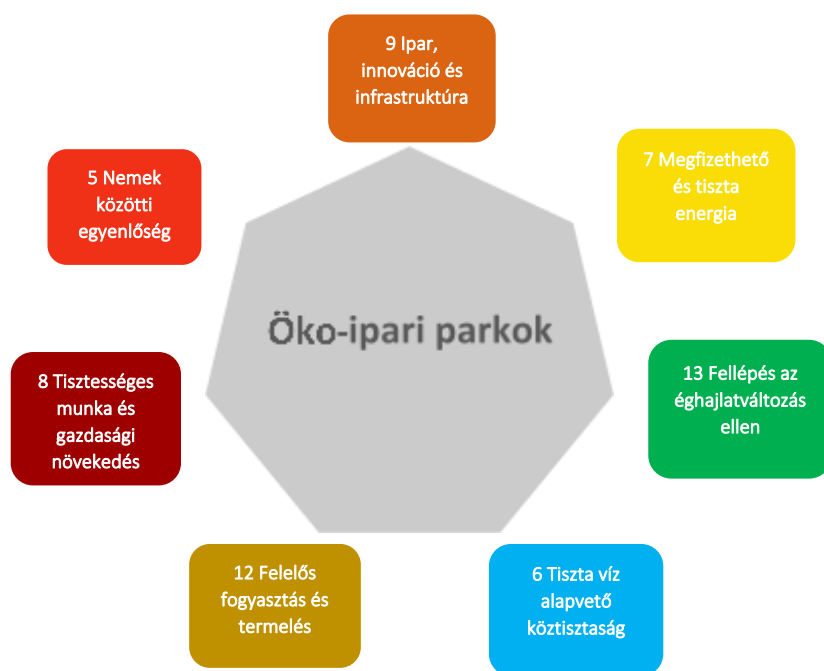 9 Ipar,
innováció és
infrastruktúra
7 Megfizethető
és tiszta
energia
5 Nemek
közötti
egyenlőség
Öko-ipari parkok
13 Fellépés az
éghajlatváltozás
ellen
8 Tisztességes
munka és
gazdasági
növekedés
12 Felelős
fogyasztás és
termelés
6 Tiszta víz
alapvető
köztisztaság